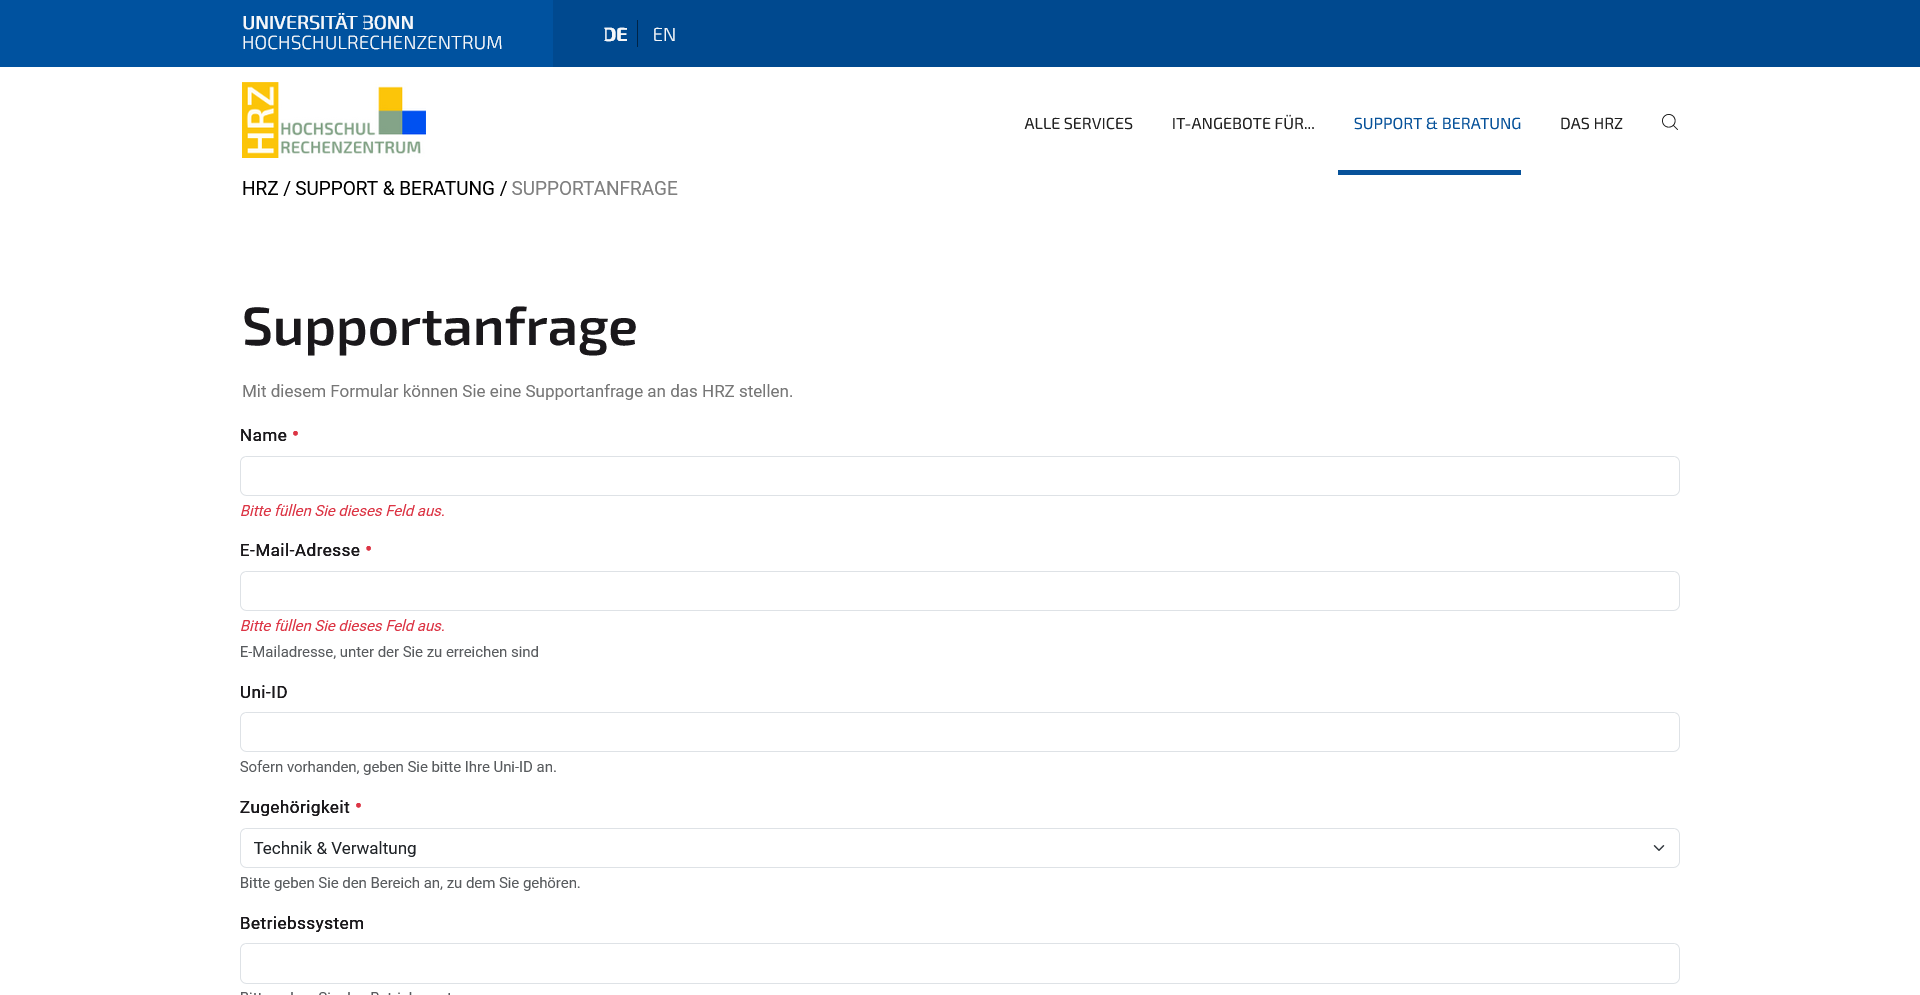 UNIVERSITÄT BONN
HOCHSCHULRECHENZENTRUM
DE EN
HRZ
HOCHSCHUL
RECHENZENTRUM
ALLE SERVICES IT-ANGEBOTE FÜR... SUPPORT & BERATUNG DAS HRZ
HRZ / SUPPORT & BERATUNG / SUPPORTANFRAGE
Supportanfrage
Mit diesem Formular können Sie eine Supportanfrage an das HRZ stellen.
Name •
Bitte füllen Sie dieses Feld aus.
E-Mail-Adresse •
Bitte füllen Sie dieses Feld aus.
E-Mailadresse, unter der Sie zu erreichen sind
Uni-ID
Sofern vorhanden, geben Sie bitte Ihre Uni-ID an.
Zugehörigkeit •
Technik & Verwaltung
Bitte geben Sie den Bereich an, zu dem Sie gehören.
Betriebssystem